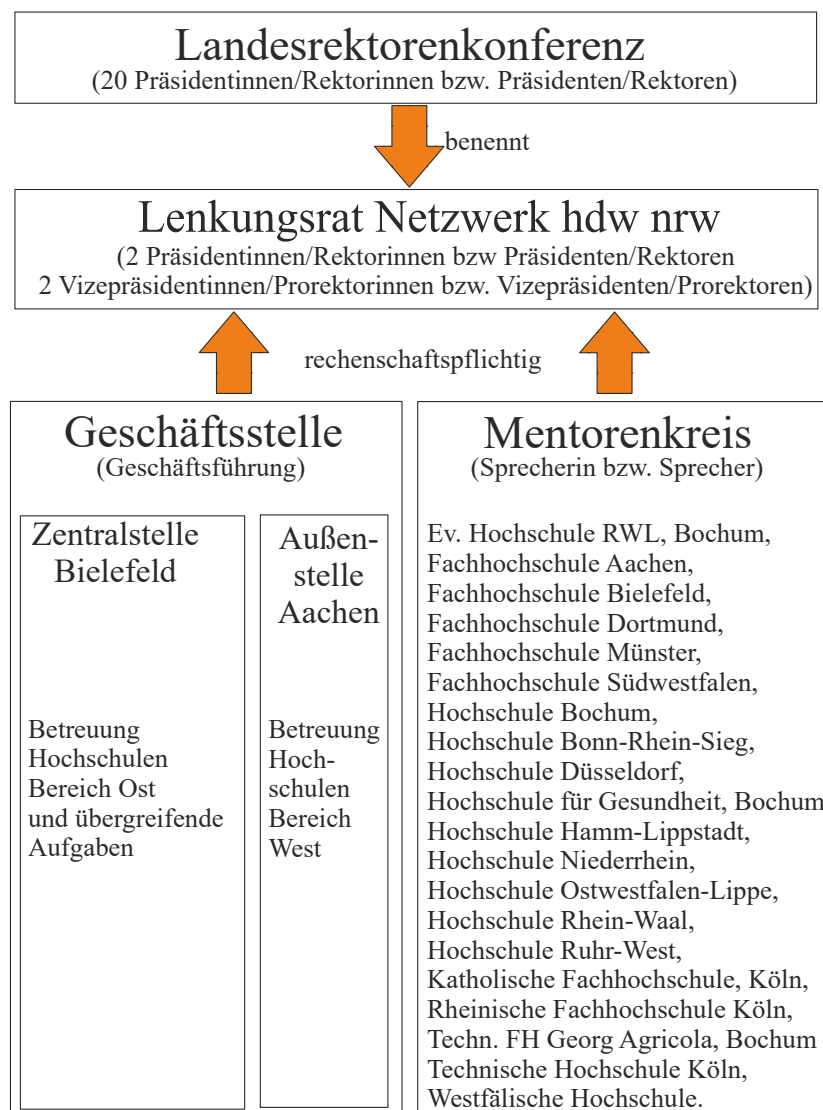 Landesrektorenkonferenz
(20 Präsidentinnen/Rektorinnen bzw. Präsidenten/Rektoren)
benennt
Lenkungsrat Netzwerk hdw nrw
(2 Präsidentinnen/Rektorinnen bzw Präsidenten/Rektoren
2 Vizepräsidentinnen/Prorektorinnen bzw. Vizepräsidenten/Prorektoren)
rechenschaftspflichtig
Geschäftsstelle
(Geschäftsführung)
Zentralstelle
Bielefeld
Betreuung
Hochschulen
Bereich Ost
und übergreifende
Aufgaben
Außen-
stelle
Aachen
Betreuung
Hoch-
schulen
Bereich
West
Mentorenkreis
(Sprecherin bzw. Sprecher)
Ev. Hochschule RWL, Bochum,
Fachhochschule Aachen,
Fachhochschule Bielefeld,
Fachhochschule Dortmund,
Fachhochschule Münster,
Fachhochschule Südwestfalen,
Hochschule Bochum,
Hochschule Bonn-Rhein-Sieg,
Hochschule Düsseldorf,
Hochschule für Gesundheit, Bochum
Hochschule Hamm-Lippstadt,
Hochschule Niederrhein,
Hochschule Ostwestfalen-Lippe,
Hochschule Rhein-Waal,
Hochschule Ruhr-West,
Katholische Fachhochschule, Köln,
Rheinische Fachhochschule Köln,
Techn. FH Georg Agricola, Bochum
Technische Hochschule Köln,
Westfälische Hochschule.